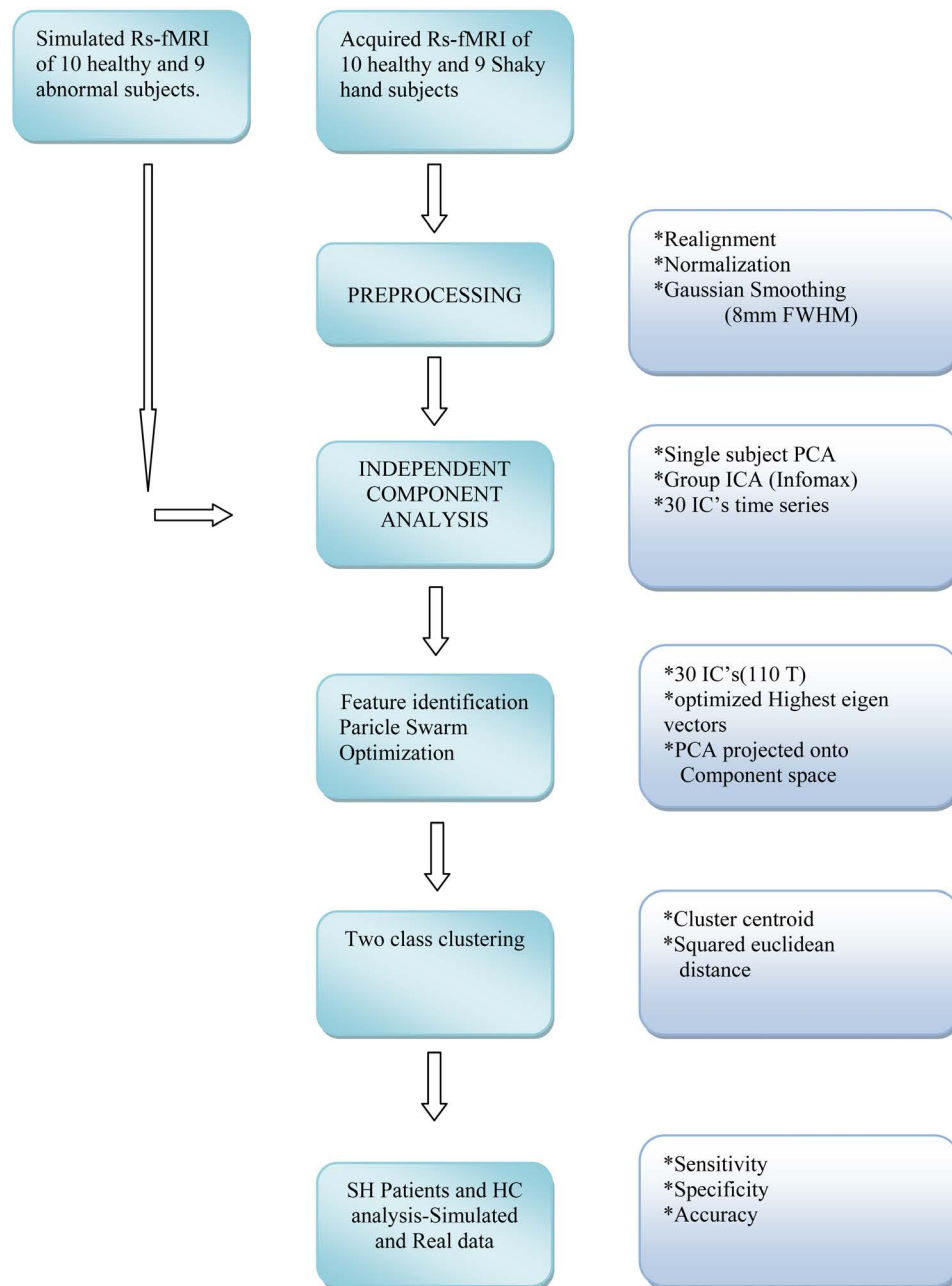 Simulated Rs-fMRI
of 10 healthy and 9
abnormal subjects.
Acquired Rs-fMRI of
10 healthy and 9 Shaky
hand subjects
PREPROCESSING
*Realignment
*Normalization
*Gaussian Smoothing
(8mm FWHM)
INDEPENDENT
COMPONENT
ANALYSIS
*Single subject PCA
*Group ICA (Infomax)
*30 IC's time series
Feature identification
Paricle Swarm
Optimization
*30 IC's(110 T)
*optimized Highest eigen
vectors
*PCA projected onto
Component space
Two class clustering
*Cluster centroid
*Squared euclidean
distance
SH Patients and HC
analysis-Simulated
and Real data
*Sensitivity
*Specificity
*Accuracy